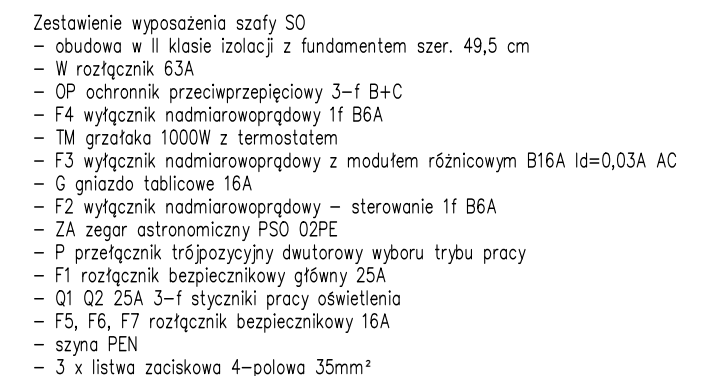 Zestawienie wyposażenia szafy SO
– obudowa w II klasie izolacji z fundamentem szer. 49,5 cm
– W rozłącznik 63A
– OP ochronnik przeciwprzepięciowy 3–f B+C
– F4 wyłącznik nadmiarowoprądowy 1f B6A
– TM grzałaka 1000W z termostatem
– F3 wyłącznik nadmiarowoprądowy z modułem różnicowym B16A Id=0,03A AC
– G gniazdo tablicowe 16A
– F2 wyłącznik nadmiarowoprądowy – sterowanie 1f B6A
– ZA zegar astronomiczny PSO 02PE
– P przełącznik trójpozycyjny dwutorowy wyboru trybu pracy
– F1 rozłącznik bezpiecznikowy główny 25A
– Q1 Q2 25A 3–f styczniki pracy oświetlenia
– F5, F6, F7 rozłącznik bezpiecznikowy 16A
– szyna PEN
– 3 x listwa zaciskowa 4–polowa 35mm²